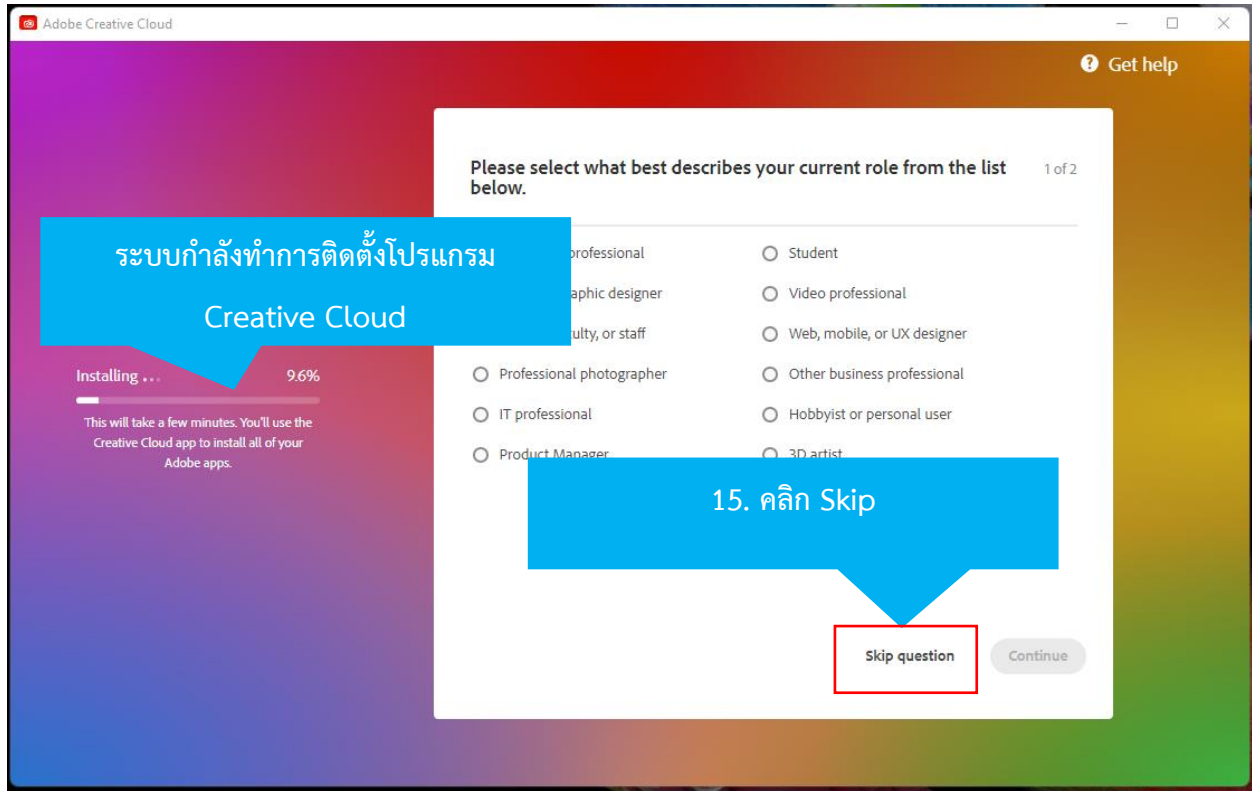 Adobe Creative Cloud
Get help
Please select what best describes your current role from the list
below.
1 of 2
ระบบกำลังทำการติดตั้งโปรแกรม
Creative Cloud
professional
Student
designer
Video professional
or staff
Web, mobile, or UX designer
Professional photographer
Other business professional
IT professional
Hobbyist or personal user
Product Manager
3D artist
Installing ...
9.6%
This will take a few minutes. You'll use the
Creative Cloud app to install all of your
Adobe apps.
15. คลิก Skip
Skip question
Continue